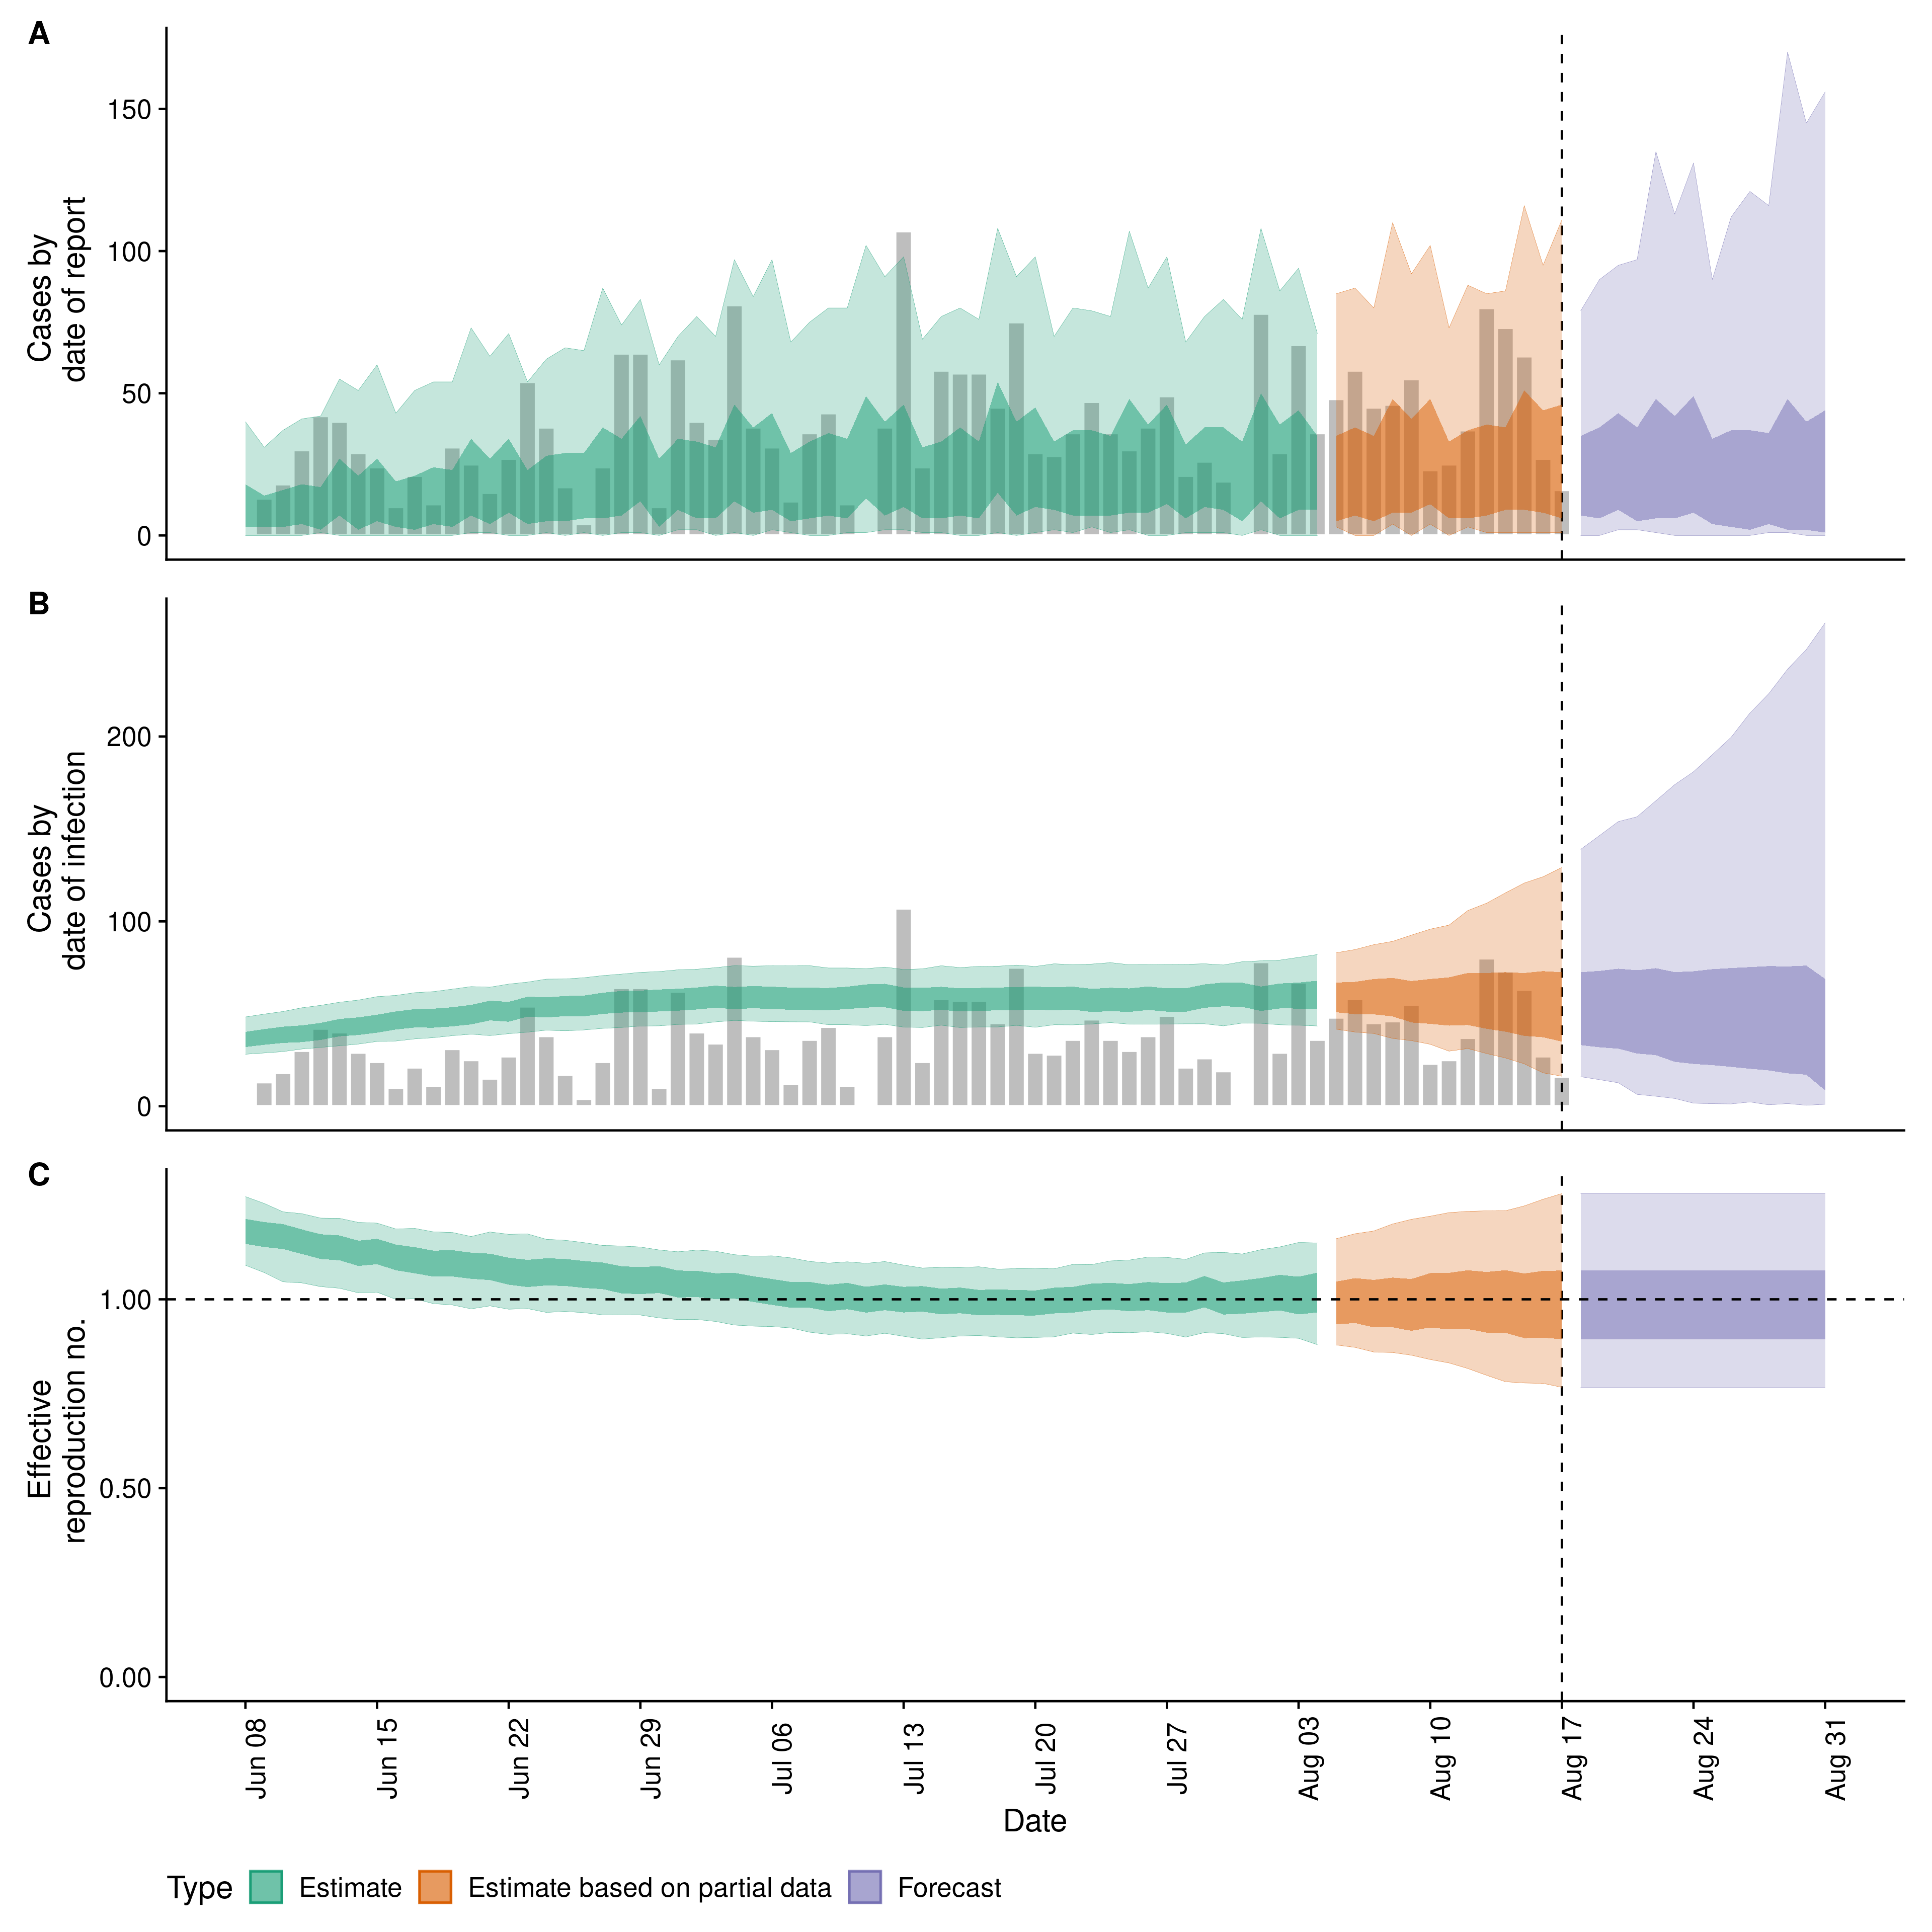 A
Cases by
date of report
150
100
50
0
B
Cases by
date of infection
200
100
0
C
Effective
reproduction no.
1.00
0.50
0.00
Jun 08
Jun 15
Jun 22
Jun 29
Jul 06
Jul 13
Jul 20
Jul 27
Aug 03
Aug 10
Aug 17
Aug 24
Aug 31
Date
Type Estimate Estimate based on partial data Forecast